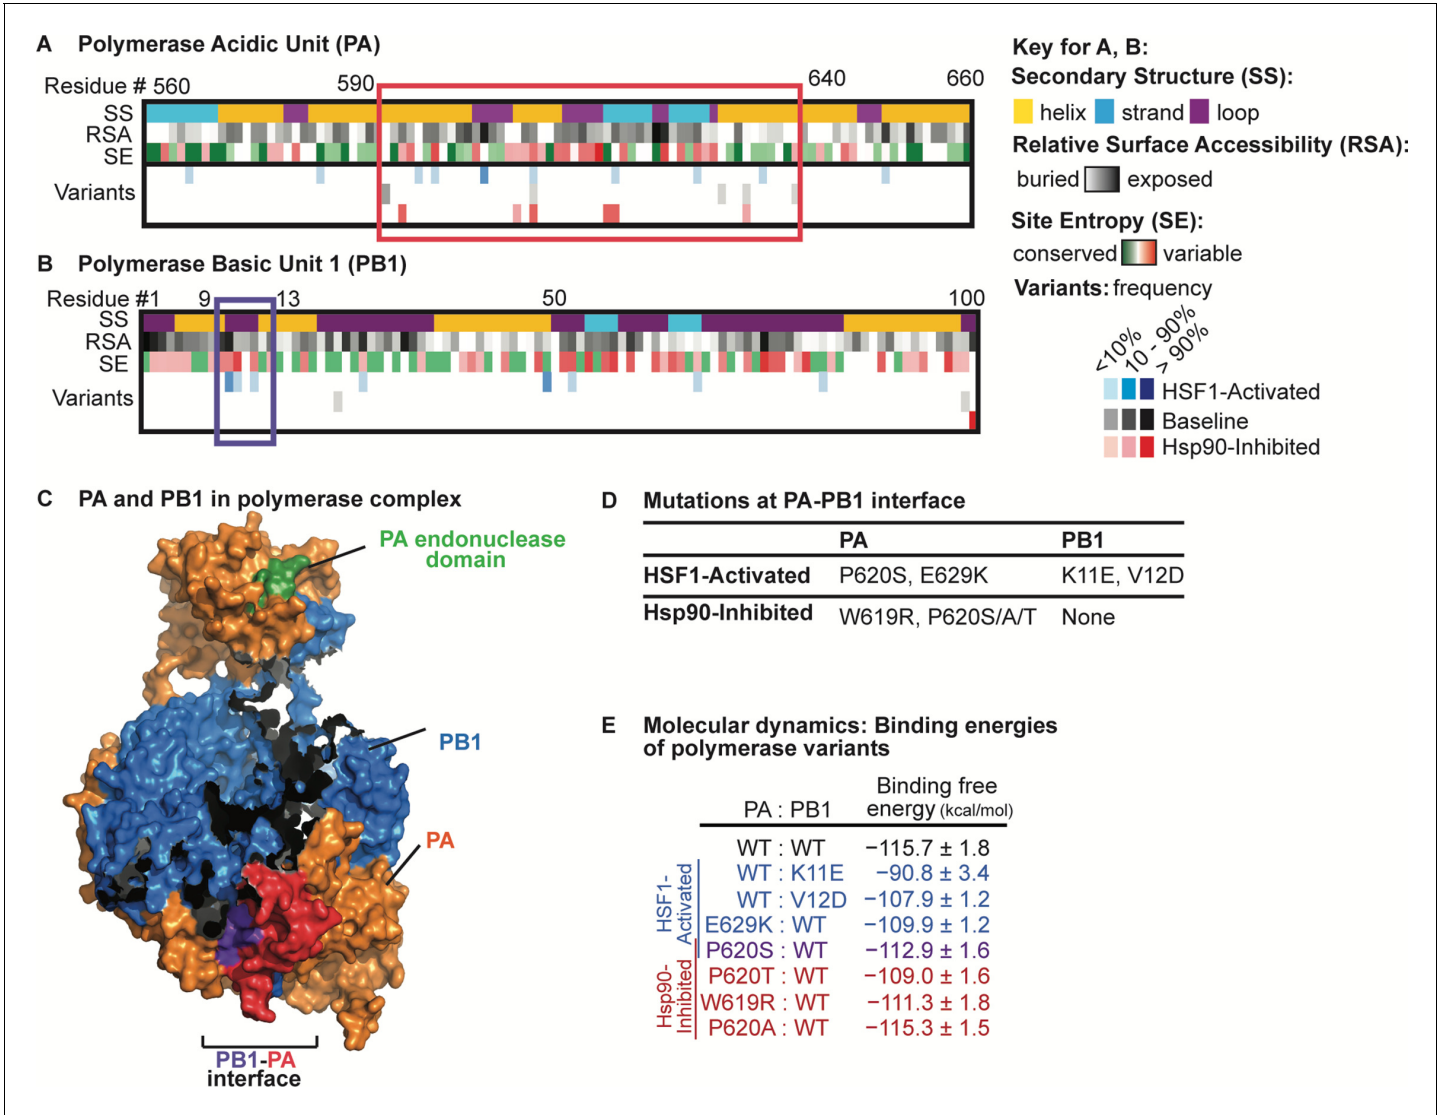 A Polymerase Acidic Unit (PA)
Residue # 560 590 640 660
SS
RSA
SE
Variants
B Polymerase Basic Unit 1 (PB1)
Residue #1 9 13 50 100
SS
RSA
SE
Variants
Key for A, B:
Secondary Structure (SS):
helix strand loop
Relative Surface Accessibility (RSA):
buried exposed
Site Entropy (SE):
conserved variable
Variants: frequency
<10% 10 - 90% > 90%
HSF1-Activated
Baseline
Hsp90-Inhibited
C PA and PB1 in polymerase complex
PA endonuclease
domain
PB1
PA
PB1-PA
interface
D Mutations at PA-PB1 interface
PA PB1
HSF1-Activated P620S, E629K K11E, V12D
Hsp90-Inhibited W619R, P620S/A/T None
E Molecular dynamics: Binding energies
of polymerase variants
Binding free
PA : PB1 energy (kcal/mol)
WT : WT −115.7 ± 1.8
HSF1-
Activated
WT : K11E −90.8 ± 3.4
WT : V12D −107.9 ± 1.2
E629K : WT −109.9 ± 1.2
P620S : WT −112.9 ± 1.6
Hsp90-
Inhibited
P620T : WT −109.0 ± 1.6
W619R : WT −111.3 ± 1.8
P620A : WT −115.3 ± 1.5